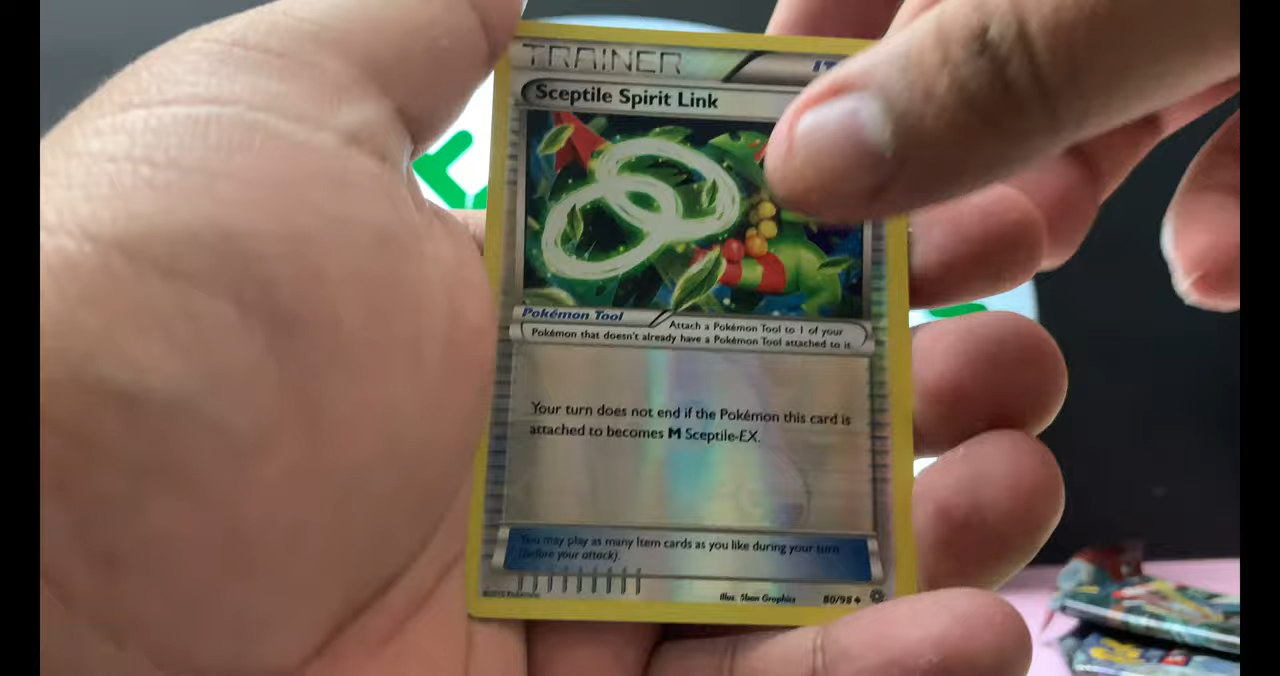 TRAINER
Sceptile Spirit Link
Pokémon Tool
Attach a Pokémon Tool to 1 of your
Pokémon that doesn't already have a Pokémon Tool attached to it.
Your turn does not end if the Pokémon this card is
attached to becomes M Sceptile-EX.
You may play as many Item cards as you like during your turn
(before your attack).
©2015 Pokémon
Illus. 5ban Graphics
80/98